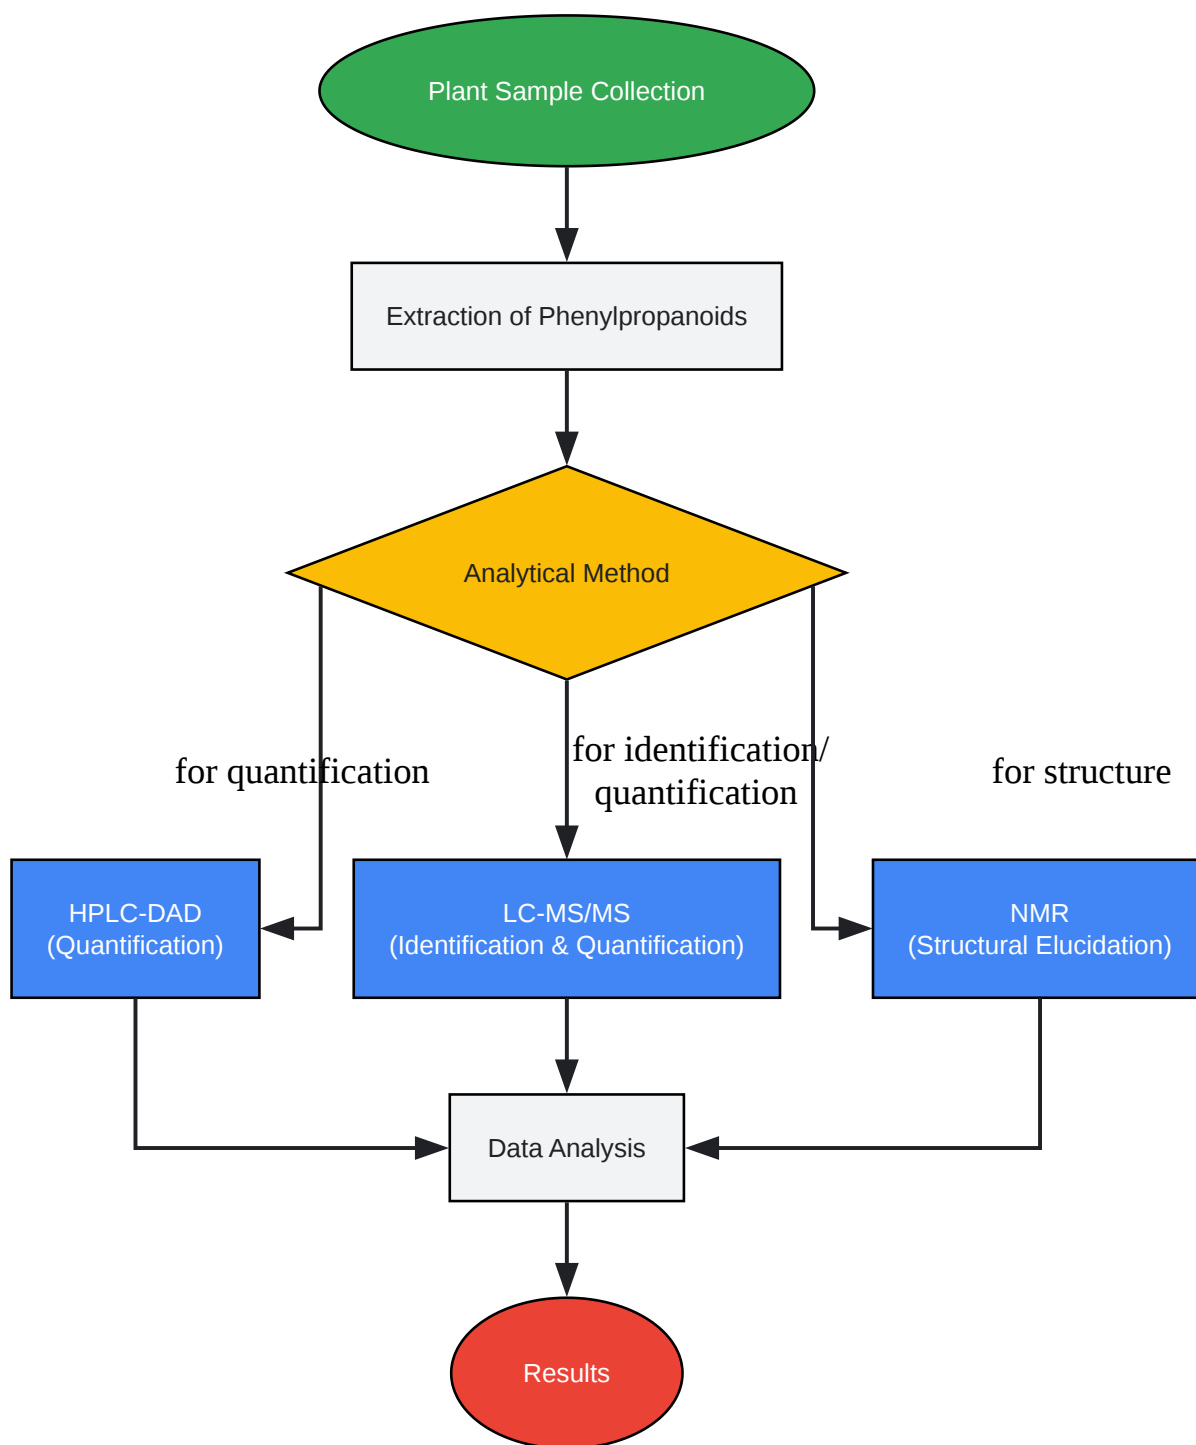 Plant Sample Collection
Extraction of Phenylpropanoids
Analytical Method
for quantification
for identification/
quantification
for structure
HPLC-DAD
(Quantification)
LC-MS/MS
(Identification & Quantification)
NMR
(Structural Elucidation)
Data Analysis
Results